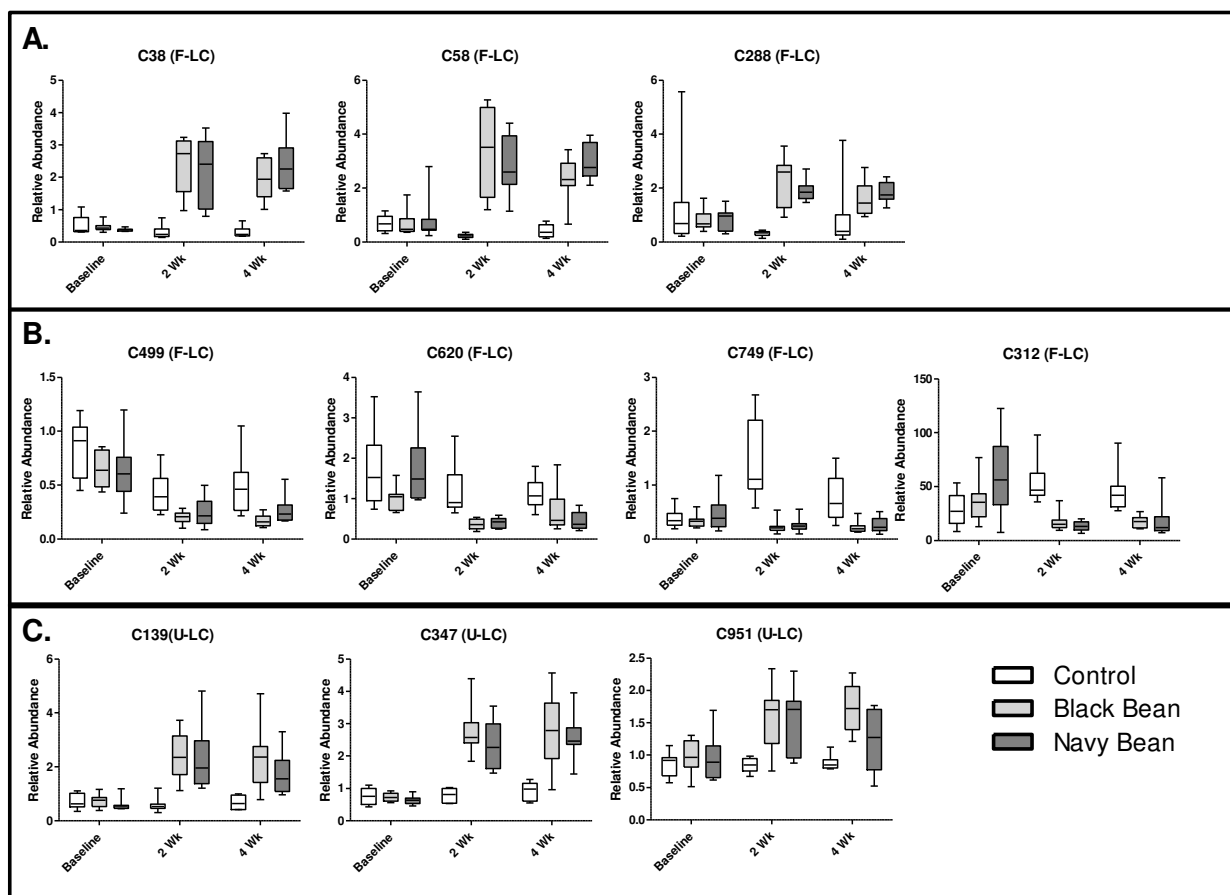 A.
C38 (F-LC)
Relative Abundance
5
4
3
2
1
0
Baseline
2 Wk
4 Wk
C58 (F-LC)
Relative Abundance
6
4
2
0
Baseline
2 Wk
4 Wk
C288 (F-LC)
Relative Abundance
6
4
2
0
Baseline
2 Wk
4 Wk
B.
C499 (F-LC)
Relative Abundance
1.5
1.0
0.5
0.0
Baseline
2 Wk
4 Wk
C620 (F-LC)
Relative Abundance
4
3
2
1
0
Baseline
2 Wk
4 Wk
C749 (F-LC)
Relative Abundance
3
2
1
0
Baseline
2 Wk
4 Wk
C312 (F-LC)
Relative Abundance
150
100
50
0
Baseline
2 Wk
4 Wk
C.
C139(U-LC)
Relative Abundance
6
4
2
0
Baseline
2 Wk
4 Wk
C347 (U-LC)
Relative Abundance
5
4
3
2
1
0
Baseline
2 Wk
4 Wk
C951 (U-LC)
Relative Abundance
2.5
2.0
1.5
1.0
0.5
0.0
Baseline
2 Wk
4 Wk
Control
Black Bean
Navy Bean